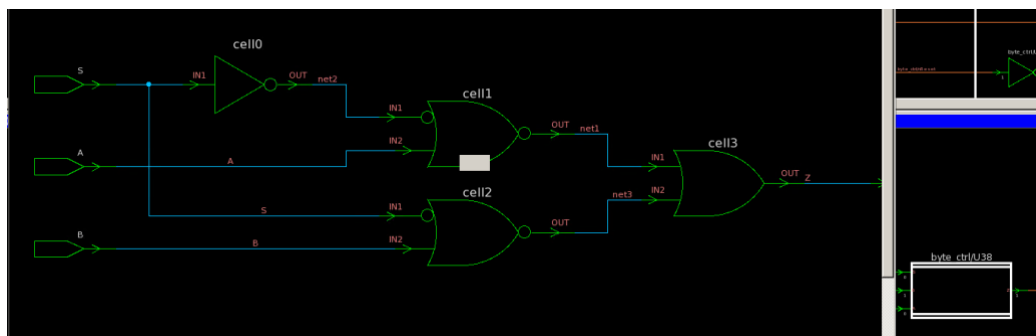 cell0
S
IN1
OUT
net2
cell1
IN1
OUT
net1
IN2
A
A
cell3
IN1
OUT
Z
IN2
net3
cell2
S
IN1
OUT
B
B
IN2
byte_ctrl/U38